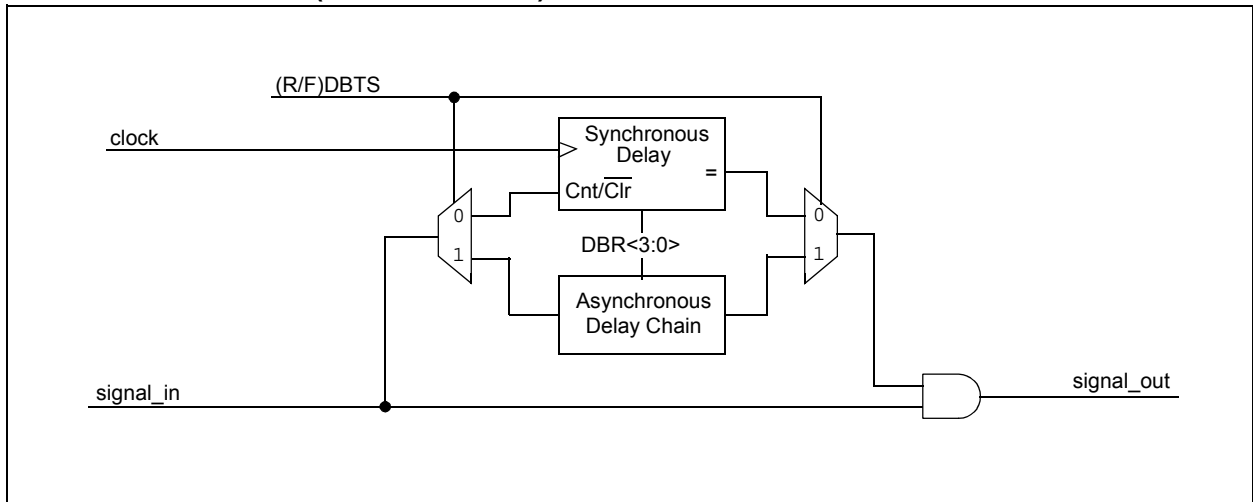 (R/F)DBTS
clock
Synchronous
Delay
=
Cnt/Clr
0
0
DBR<3:0>
1
1
Asynchronous
Delay Chain
signal_in
signal_out